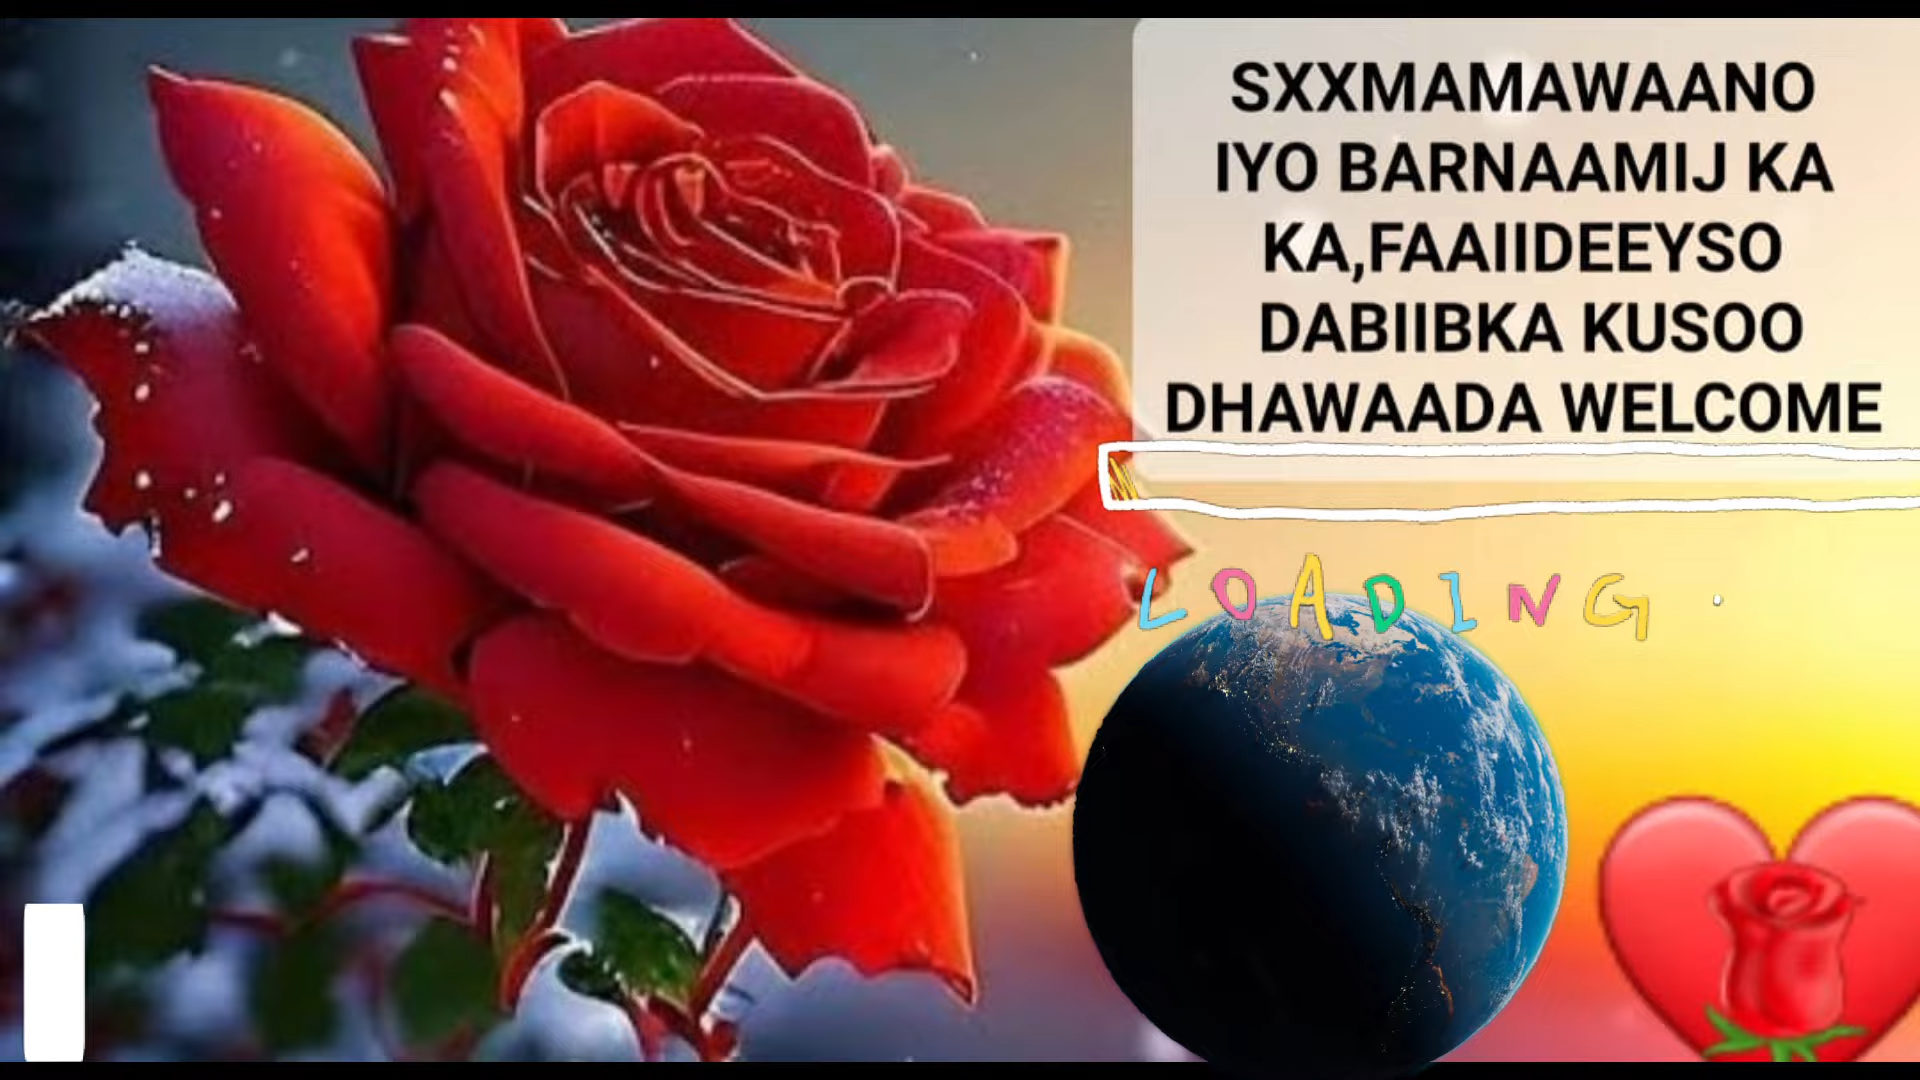 SXXMAMAWAANO
IYO BARNAAMIJ KA
KA,FAAIIDEEYSO
DABIIBKA KUSOO
DHAWAADA WELCOME
LOADING .